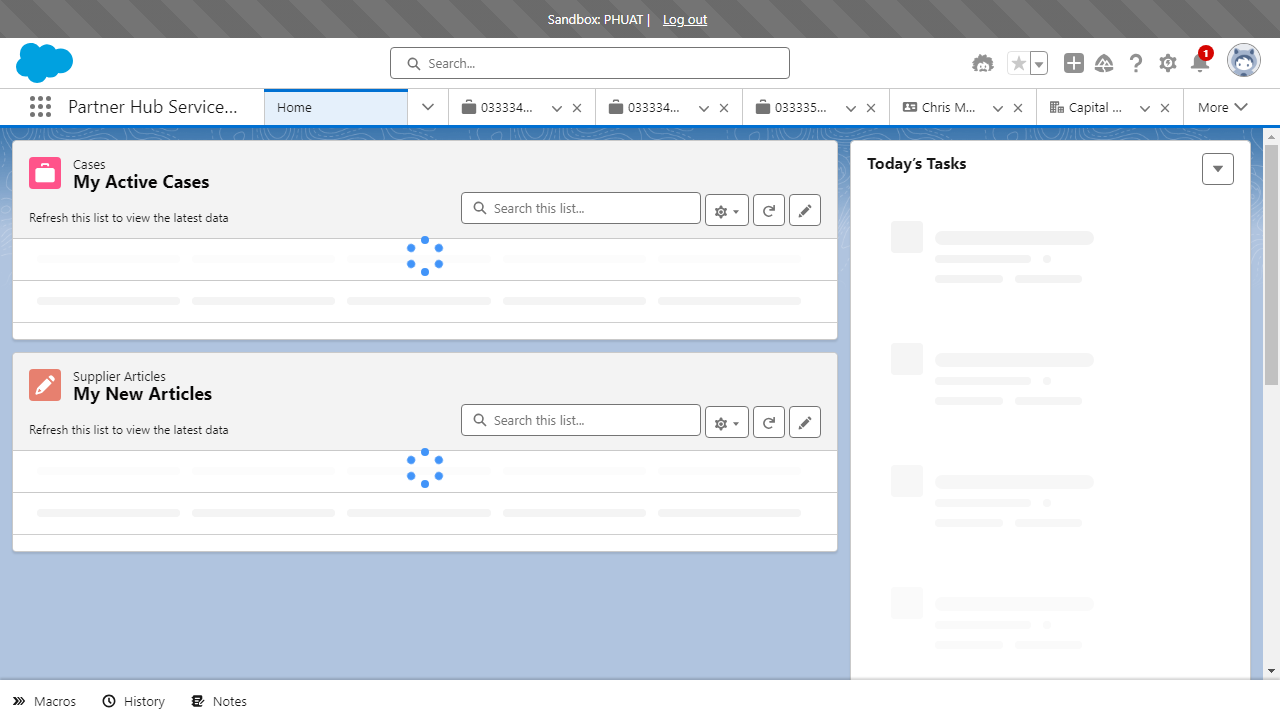 Sandbox: PHUAT | Log out
Search...
1
Partner Hub Service...
Home
033334...
033334...
033335...
Chris M...
Capital ...
More
Cases
My Active Cases
Refresh this list to view the latest data
Search this list...
Supplier Articles
My New Articles
Refresh this list to view the latest data
Search this list...
Today's Tasks
Macros
History
Notes